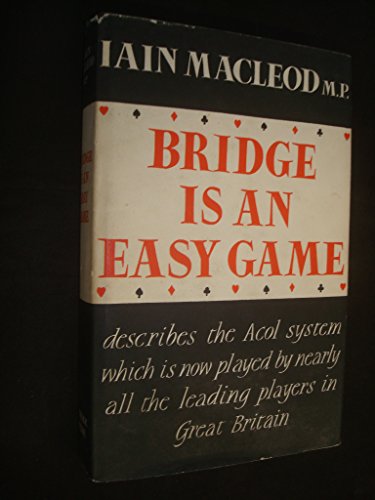 IAIN MACLEOD M.P.
BRIDGE
IS AN
EASY GAME
describes the Acol system
which is now played by nearly
all the leading players in
Great Britain